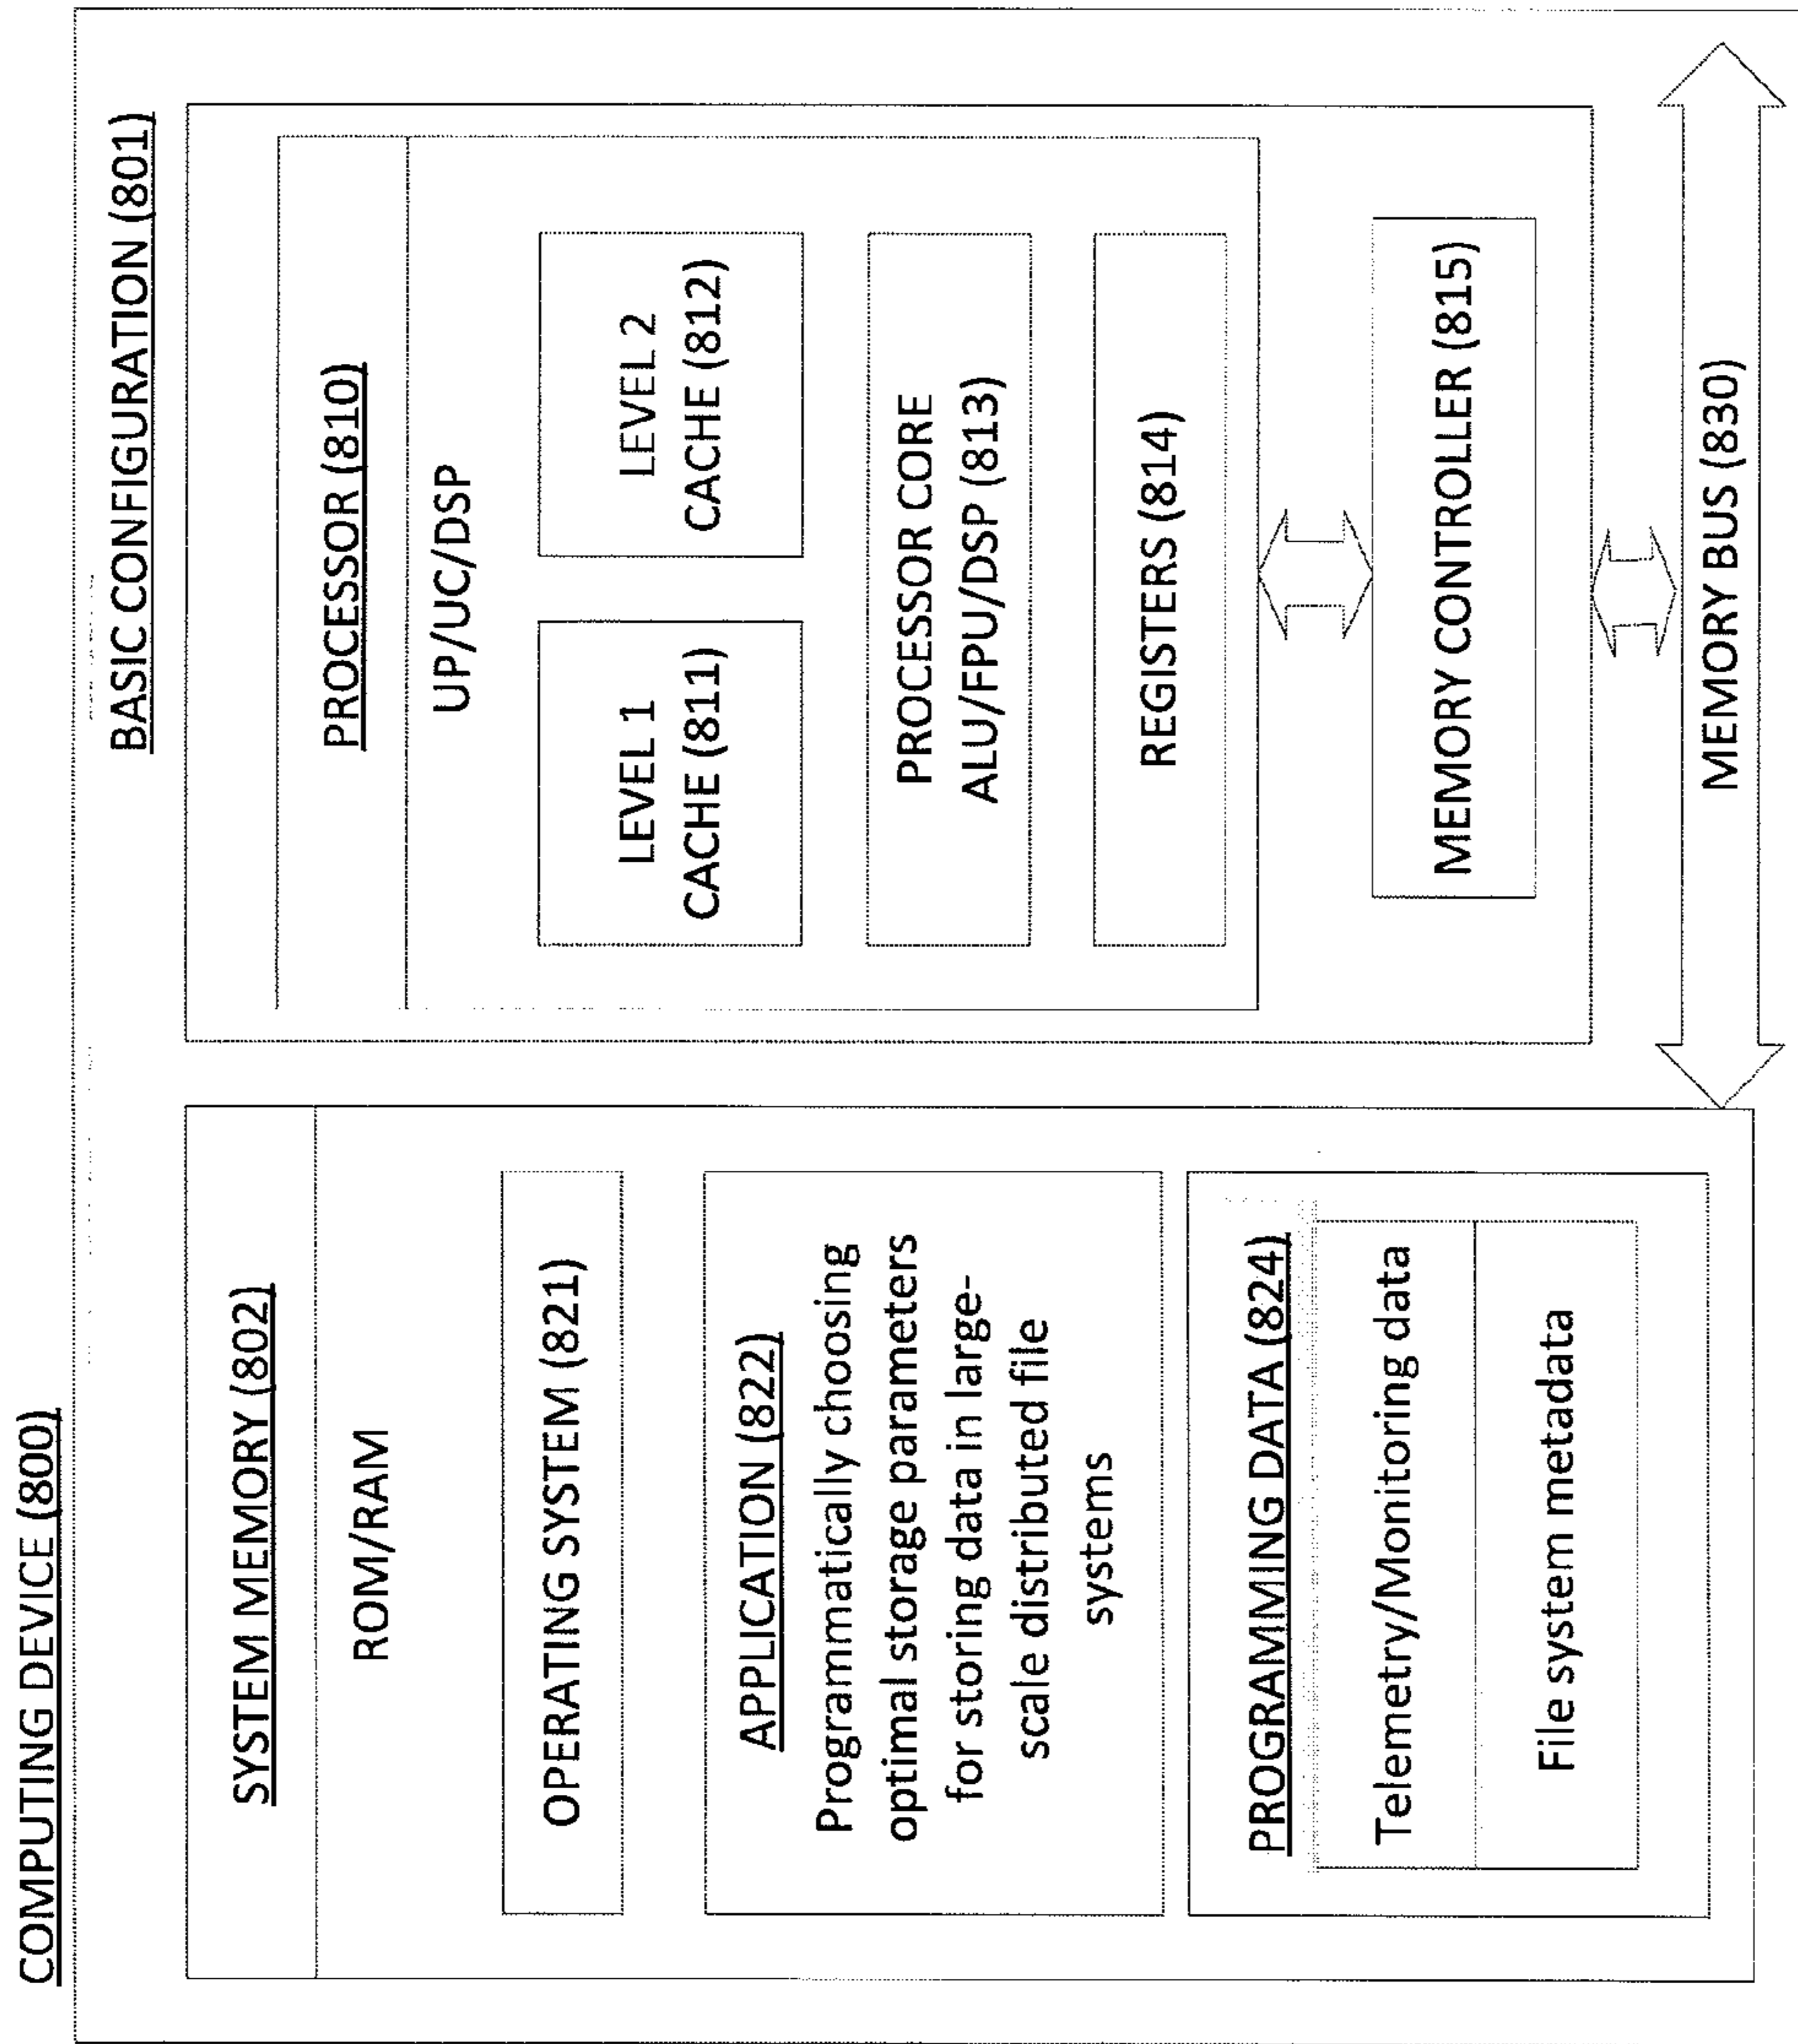 COMPUTING DEVICE (800)
SYSTEM MEMORY (802)
ROM/RAM
OPERATING SYSTEM (821)
APPLICATION (822)
Programmatically choosing
optimal storage parameters
for storing data in large-
scale distributed file
systems
PROGRAMMING DATA (824)
Telemetry/Monitoring data
File system metadata
BASIC CONFIGURATION (801)
PROCESSOR (810)
UP/UC/DSP
LEVEL 1
CACHE (811)
LEVEL 2
CACHE (812)
PROCESSOR CORE
ALU/FPU/DSP (813)
REGISTERS (814)
MEMORY CONTROLLER (815)
MEMORY BUS (830)